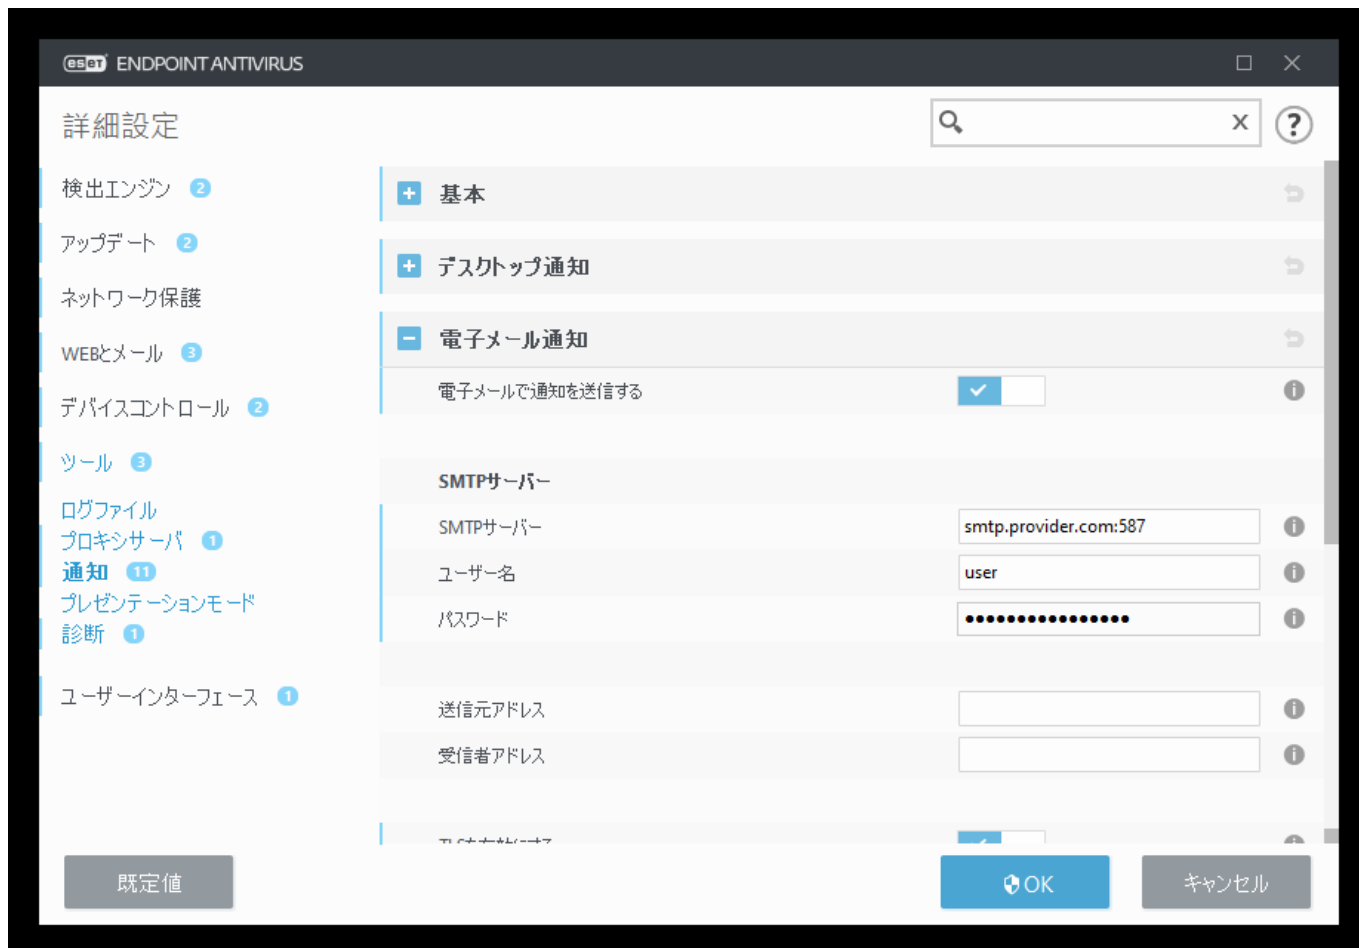 eset ENDPOINT ANTIVIRUS
詳細設定
検出エンジン 2
アップデート 2
ネットワーク保護
WEBとメール 3
デバイスコントロール 2
ツール 3
ログファイル
プロキシサーバ 1
通知 11
プレゼンテーションモード
診断 1
ユーザーインターフェース 1
基本
デスクトップ通知
電子メール通知
電子メールで通知を送信する
SMTPサーバー
SMTPサーバー smtp.provider.com:587
ユーザー名 user
パスワード ••••••••••••••••
送信元アドレス
受信者アドレス
TLSを有効にする
既定値
OK
キャンセル